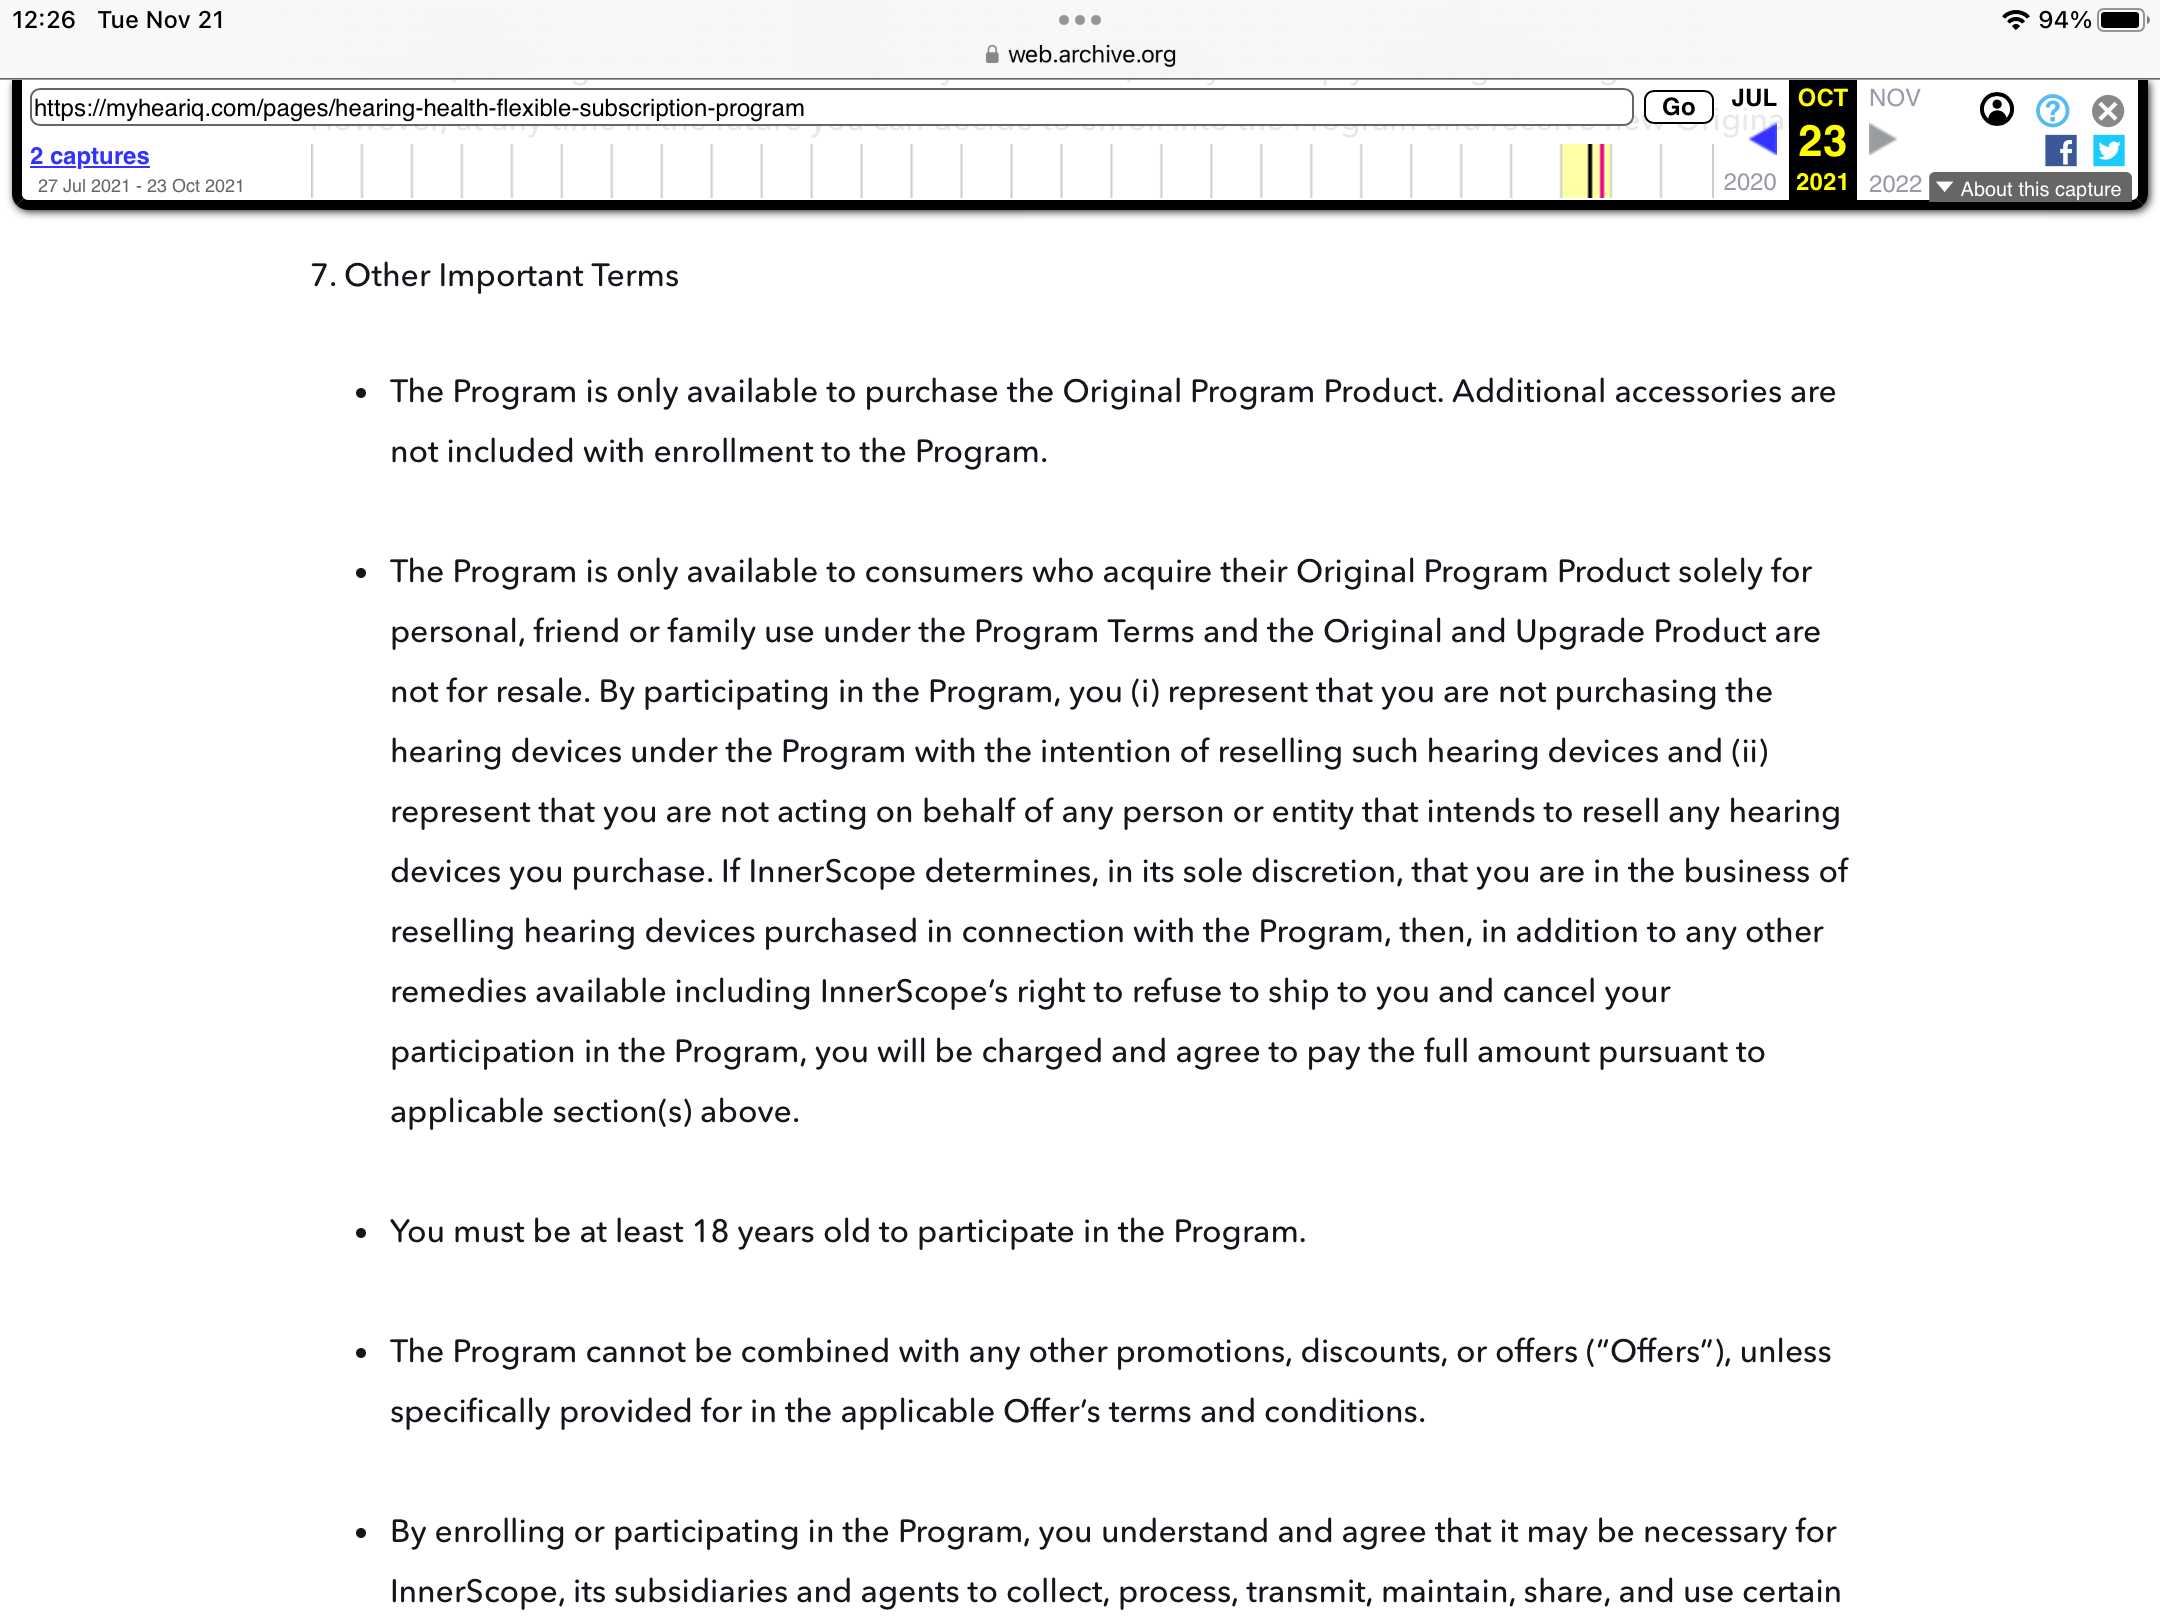 12:26 Tue Nov 21
94%
web.archive.org
https://myheariq.com/pages/hearing-health-flexible-subscription-program
Go
JUL
OCT
NOV
23
2 captures
27 Jul 2021 - 23 Oct 2021
2020
2021
2022
About this capture
7. Other Important Terms
• The Program is only available to purchase the Original Program Product. Additional accessories are
not included with enrollment to the Program.
• The Program is only available to consumers who acquire their Original Program Product solely for
personal, friend or family use under the Program Terms and the Original and Upgrade Product are
not for resale. By participating in the Program, you (i) represent that you are not purchasing the
hearing devices under the Program with the intention of reselling such hearing devices and (ii)
represent that you are not acting on behalf of any person or entity that intends to resell any hearing
devices you purchase. If InnerScope determines, in its sole discretion, that you are in the business of
reselling hearing devices purchased in connection with the Program, then, in addition to any other
remedies available including InnerScope’s right to refuse to ship to you and cancel your
participation in the Program, you will be charged and agree to pay the full amount pursuant to
applicable section(s) above.
• You must be at least 18 years old to participate in the Program.
• The Program cannot be combined with any other promotions, discounts, or offers (“Offers”), unless
specifically provided for in the applicable Offer’s terms and conditions.
• By enrolling or participating in the Program, you understand and agree that it may be necessary for
InnerScope, its subsidiaries and agents to collect, process, transmit, maintain, share, and use certain